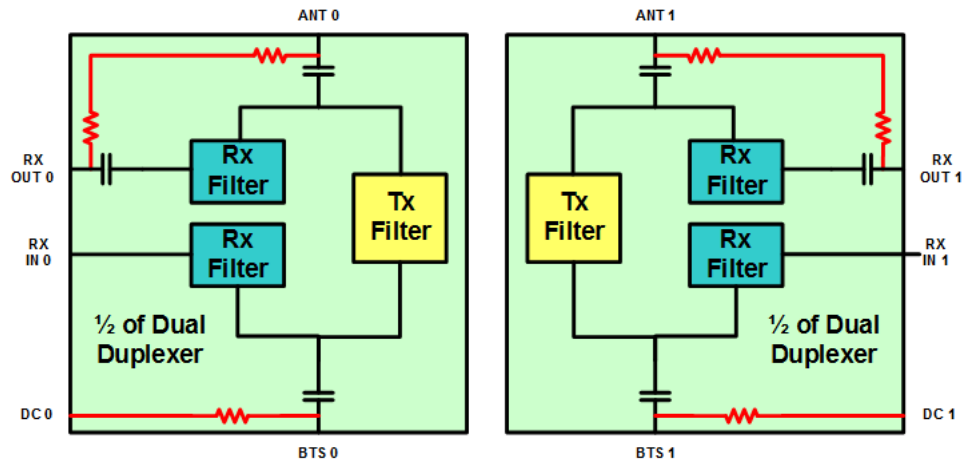 ANT 0
ANT 1
RX
OUT 0
Rx
Filter
Tx
Filter
RX
IN 0
Rx
Filter
½ of Dual
Duplexer
DC 0
BTS 0
Rx
Filter
RX
OUT 1
Tx
Filter
Rx
Filter
RX
IN 1
½ of Dual
Duplexer
DC 1
BTS 1